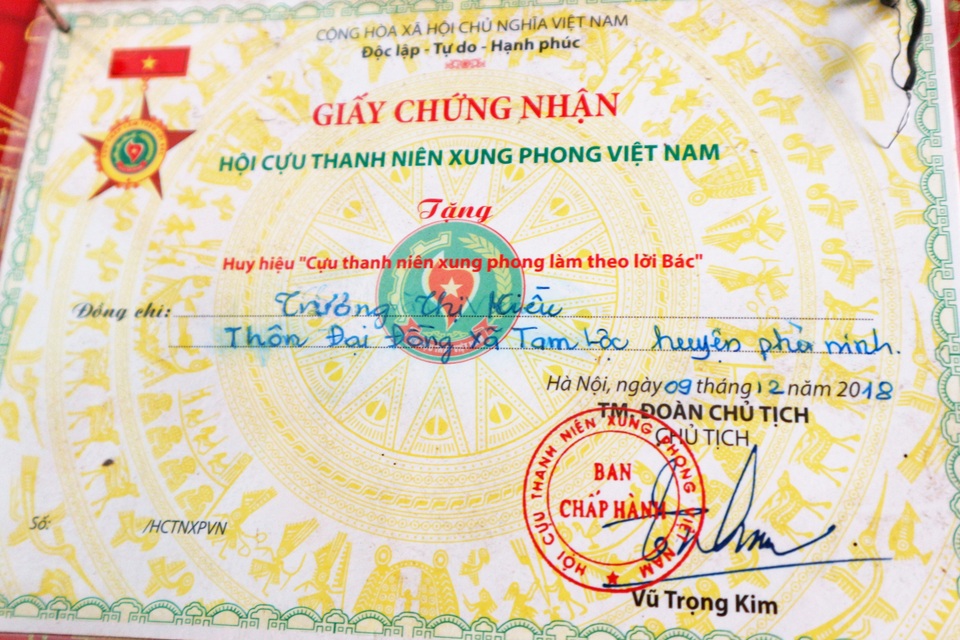 CỘNG HÒA XÃ HỘI CHỦ NGHĨA VIỆT NAM
Độc lập - Tự do - Hạnh phúc
GIẤY CHỨNG NHẬN
HỘI CỰU THANH NIÊN XUNG PHONG VIỆT NAM
Tặng
Huy hiệu "Cựu thanh niên xung phong làm theo lời Bác"
Đồng chí: Trưởng Thị Hiếu
Thôn Đại Đồng xã Tam Lộc huyện phú ninh.
Hà Nội, ngày 09 tháng 12 năm 2018
TM. ĐOÀN CHỦ TỊCH
CHỦ TỊCH
HỘI CỰU THANH NIÊN XUNG PHONG VIỆT NAM
BAN
CHẤP HÀNH
Số: /HCTNXPVN
Vũ Trọng Kim